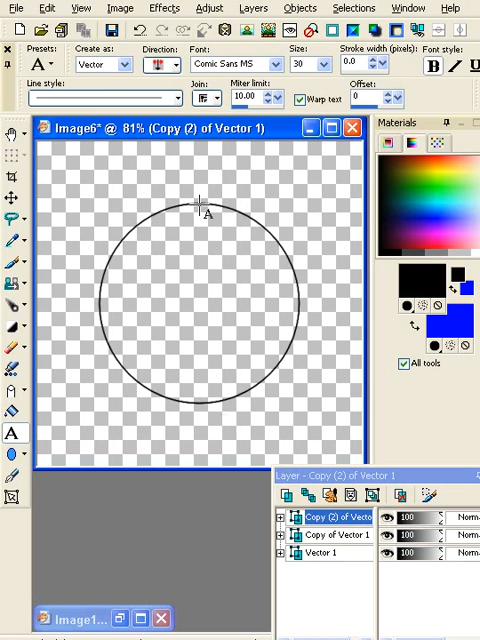 File Edit View Image Effects Adjust Layers Objects Selections Window Help
Presets: Create as: Direction: Font: Size: Stroke width (pixels): Font style:
A Vector Comic Sans MS 30 0.0 B I U
Line style: Join: Miter limit: Offset:
10.00 Warp text 0
Image6* @ 81% (Copy (2) of Vector 1)
Materials
A
All tools
A
Layer - Copy (2) of Vector 1
Copy (2) of Vecto 100 Norm
Copy of Vector 1 100 Norm
Vector 1 100 Norm
Image1...